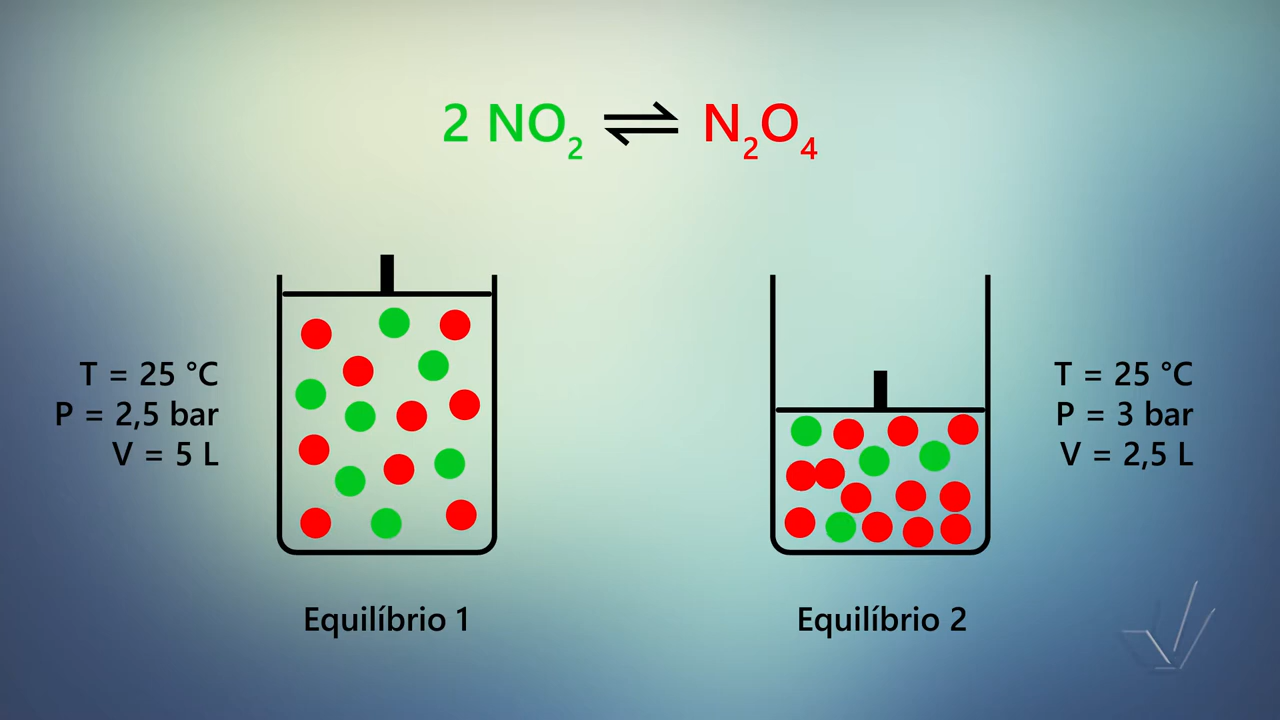 2 NO₂ ⇌ N₂O₄
T = 25 °C
P = 2,5 bar
V = 5 L
T = 25 °C
P = 3 bar
V = 2,5 L
Equilíbrio 1
Equilíbrio 2